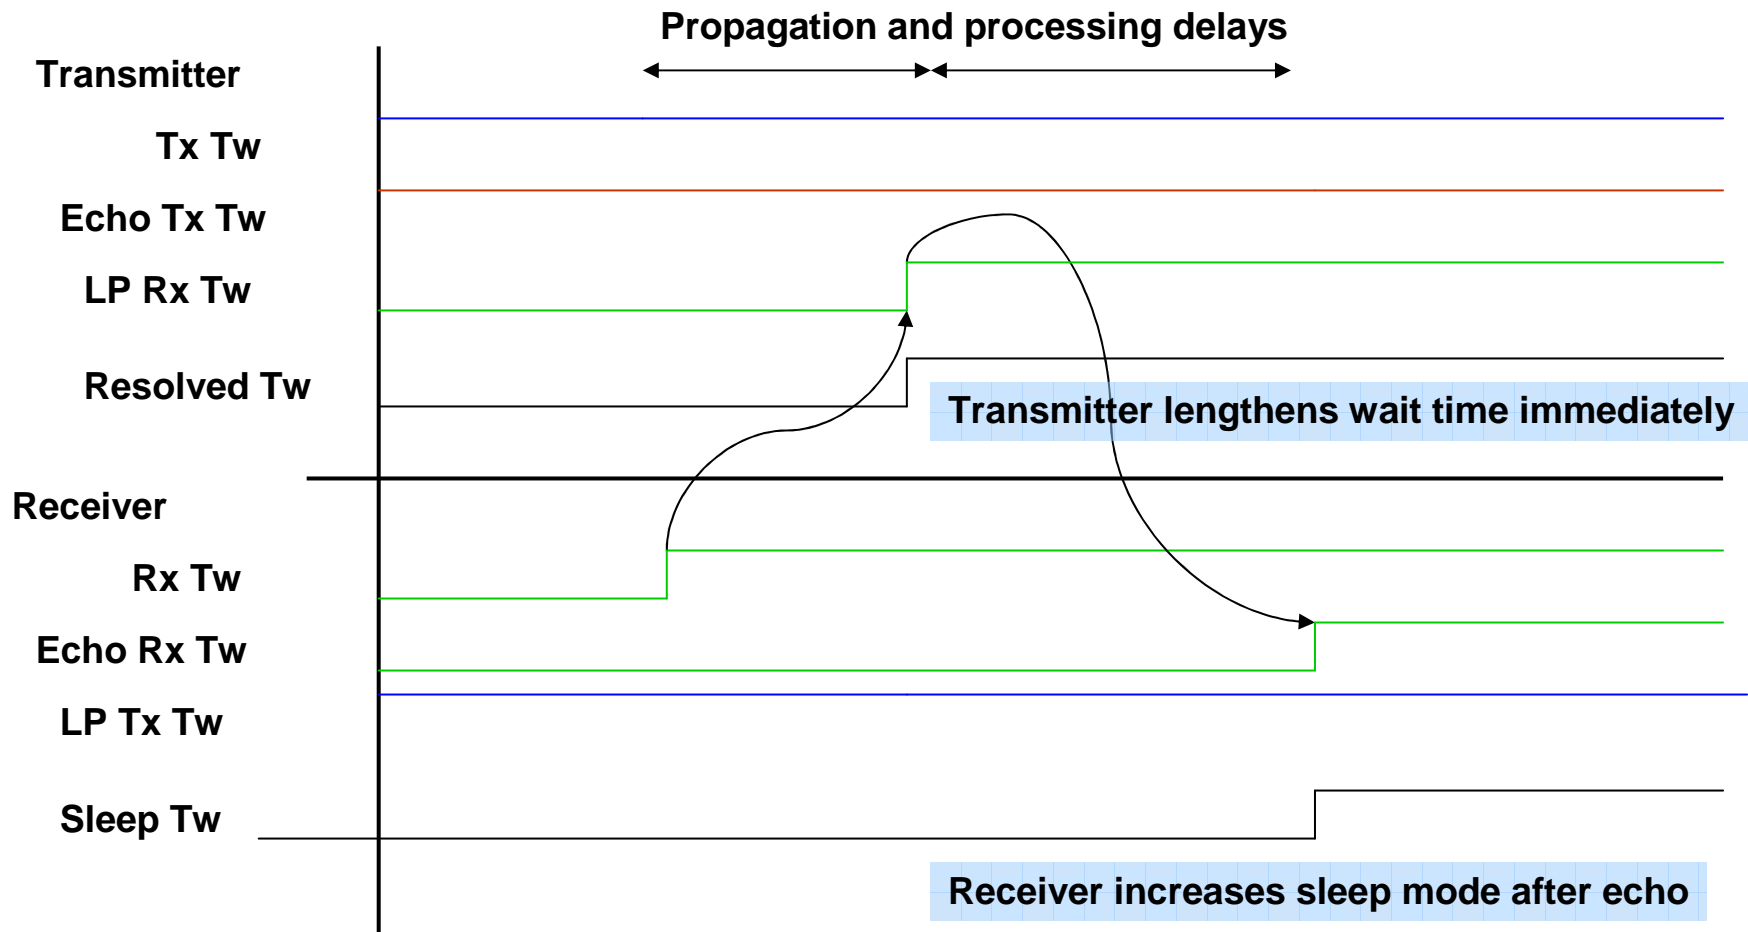 Propagation and processing delays
Transmitter
Tx Tw
Echo Tx Tw
LP Rx Tw
Resolved Tw
Transmitter lengthens wait time immediately
Receiver
Rx Tw
Echo Rx Tw
LP Tx Tw
Sleep Tw
Receiver increases sleep mode after echo